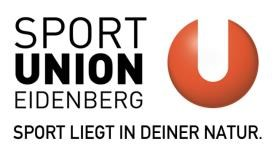 SPORT
UNION
EIDENBERG
SPORT LIEGT IN DEINER NATUR.